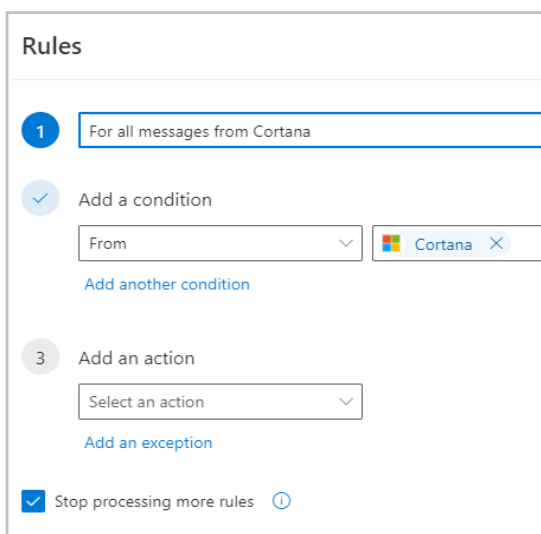 Rules
1
For all messages from Cortana
Add a condition
From
Cortana
Add another condition
3
Add an action
Select an action
Add an exception
Stop processing more rules